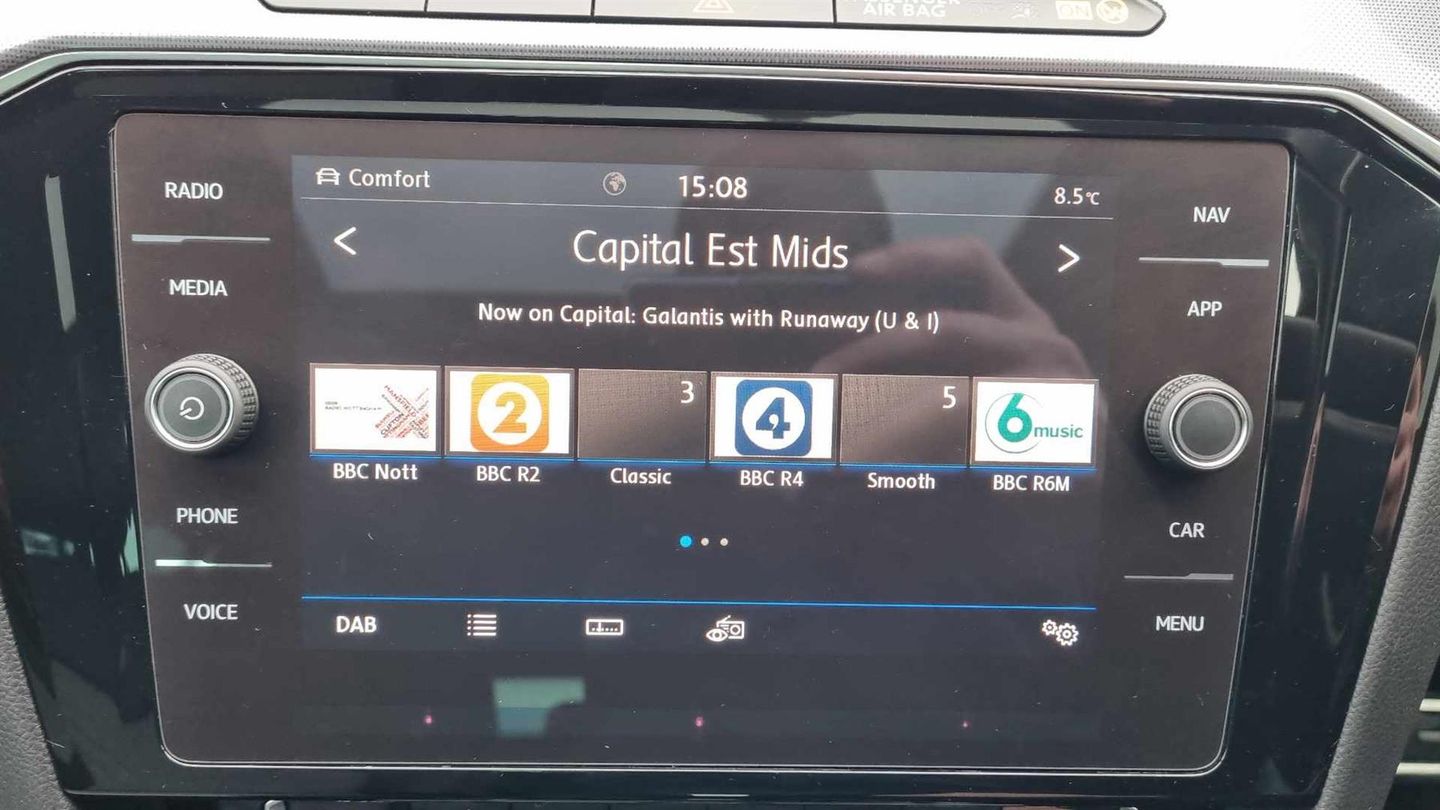 AIR BAG
ON
RADIO
MEDIA
PHONE
VOICE
Comfort
15:08
8.5°C
< Capital Est Mids >
Now on Capital: Galantis with Runaway (U & I)
2
3
4
5
6 music
BBC Nott
BBC R2
Classic
BBC R4
Smooth
BBC R6M
DAB
NAV
APP
CAR
MENU